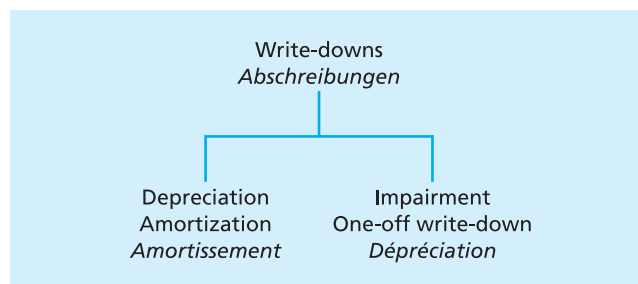 Write-downs
Abschreibungen
Depreciation
Amortization
Amortissement
Impairment
One-off write-down
Dépréciation